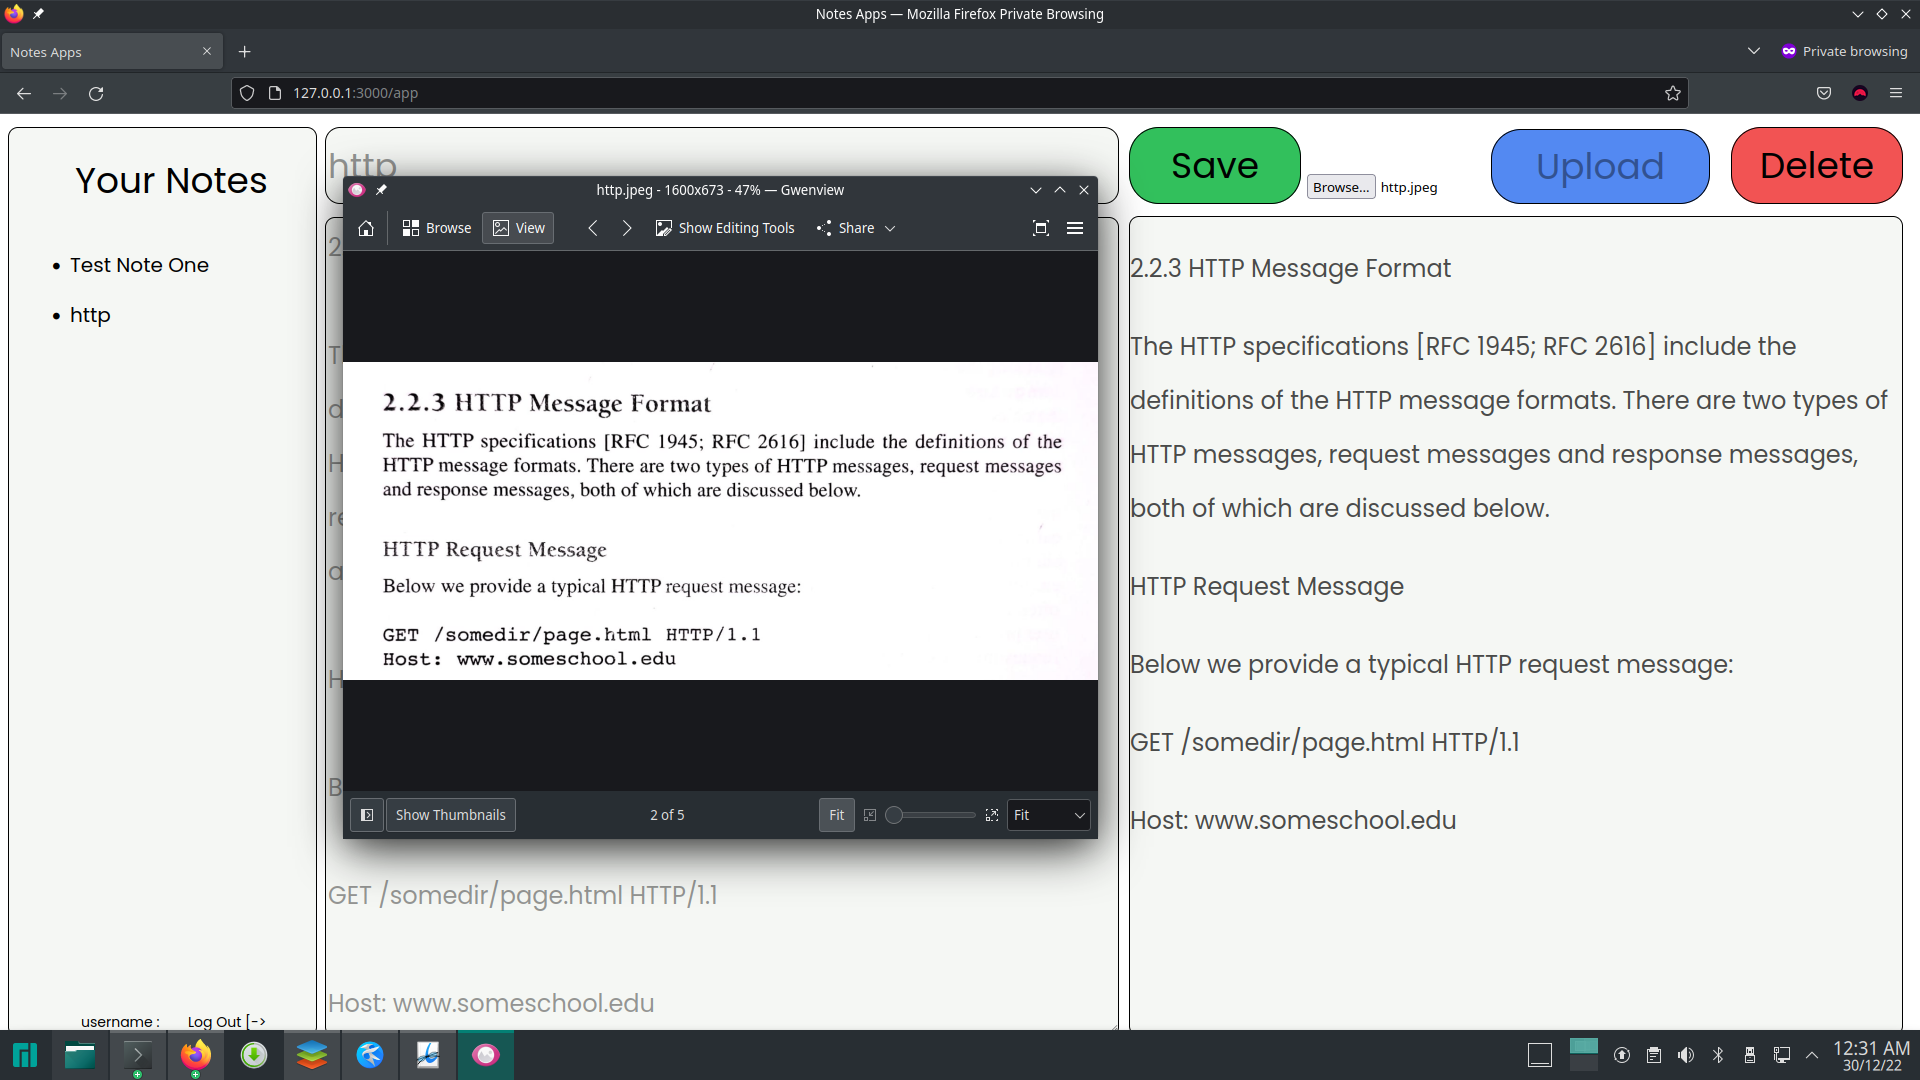 Notes Apps — Mozilla Firefox Private Browsing
Notes Apps
Private browsing
127.0.0.1:3000/app
Your Notes
Test Note One
http
username :
Log Out [->
http
2
T
d
H
re
a
H
B
GET /somedir/page.html HTTP/1.1
Host: www.someschool.edu
http.jpeg - 1600x673 - 47% — Gwenview
Browse
View
Show Editing Tools
Share
2.2.3 HTTP Message Format
The HTTP specifications [RFC 1945; RFC 2616] include the definitions of the
HTTP message formats. There are two types of HTTP messages, request messages
and response messages, both of which are discussed below.
HTTP Request Message
Below we provide a typical HTTP request message:
GET /somedir/page.html HTTP/1.1
Host: www.someschool.edu
Show Thumbnails
2 of 5
Fit
Fit
Save
Browse... http.jpeg
Upload
Delete
2.2.3 HTTP Message Format
The HTTP specifications [RFC 1945; RFC 2616] include the
definitions of the HTTP message formats. There are two types of
HTTP messages, request messages and response messages,
both of which are discussed below.
HTTP Request Message
Below we provide a typical HTTP request message:
GET /somedir/page.html HTTP/1.1
Host: www.someschool.edu
12:31 AM
30/12/22